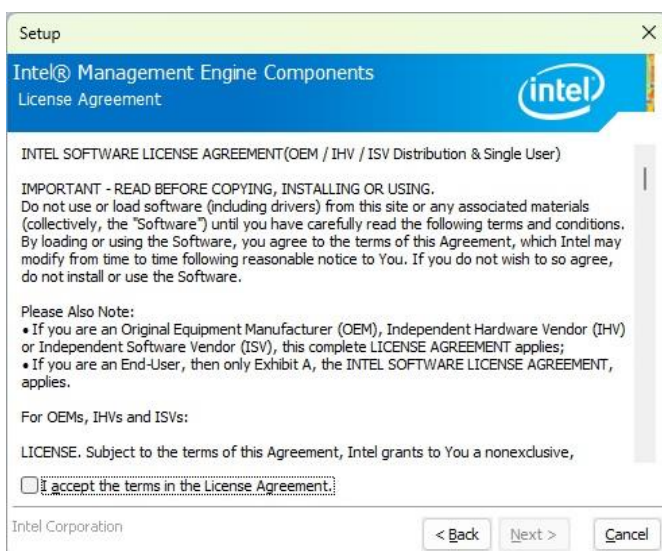 Setup
Intel® Management Engine Components
License Agreement
intel
INTEL SOFTWARE LICENSE AGREEMENT(OEM / IHV / ISV Distribution & Single User)
IMPORTANT - READ BEFORE COPYING, INSTALLING OR USING.
Do not use or load software (including drivers) from this site or any associated materials
(collectively, the "Software") until you have carefully read the following terms and conditions.
By loading or using the Software, you agree to the terms of this Agreement, which Intel may
modify from time to time following reasonable notice to You. If you do not wish to so agree,
do not install or use the Software.
Please Also Note:
• If you are an Original Equipment Manufacturer (OEM), Independent Hardware Vendor (IHV)
or Independent Software Vendor (ISV), this complete LICENSE AGREEMENT applies;
• If you are an End-User, then only Exhibit A, the INTEL SOFTWARE LICENSE AGREEMENT,
applies.
For OEMs, IHVs and ISVs:
LICENSE. Subject to the terms of this Agreement, Intel grants to You a nonexclusive,
I accept the terms in the License Agreement.
Intel Corporation
< Back
Next >
Cancel